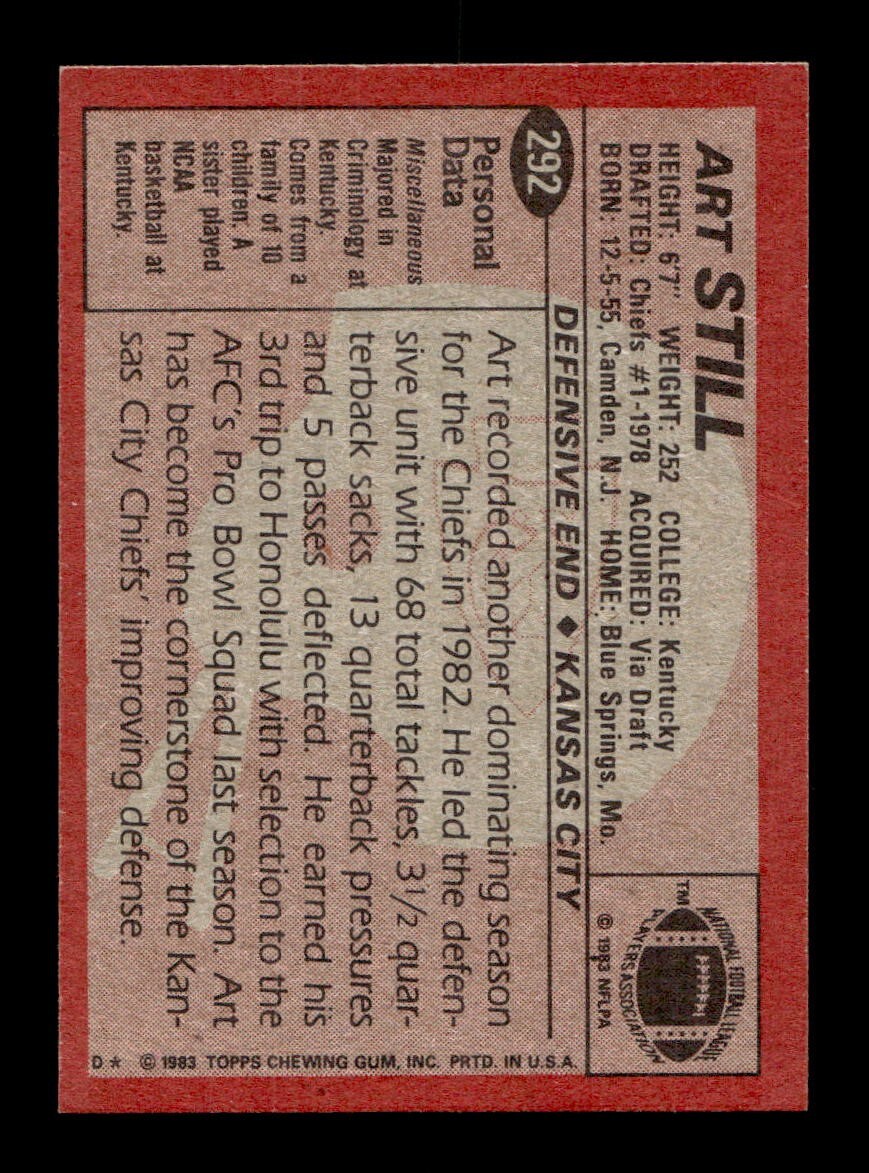 ART STILL
HEIGHT: 6'7" WEIGHT: 252 COLLEGE: Kentucky
DRAFTED: Chiefs #1-1978 ACQUIRED: Via Draft
BORN: 12-5-55, Camden, N.J. HOME: Blue Springs, Mo.
NATIONAL FOOTBALL LEAGUE
PLAYERS ASSOCIATION
TM
© 1983 NFLPA
292
DEFENSIVE END ♦ KANSAS CITY
Personal
Data
Miscellaneous
Majored in
Criminology at
Kentucky.
Comes from a
family of 10
children. A
sister played
NCAA
basketball at
Kentucky.
Art recorded another dominating season
for the Chiefs in 1982. He led the defen-
sive unit with 68 total tackles, 3½ quar-
terback sacks, 13 quarterback pressures
and 5 passes deflected. He earned his
3rd trip to Honolulu with selection to the
AFC's Pro Bowl Squad last season. Art
has become the cornerstone of the Kan-
sas City Chiefs' improving defense.
D* © 1983 TOPPS CHEWING GUM, INC. PRTD. IN U.S.A.